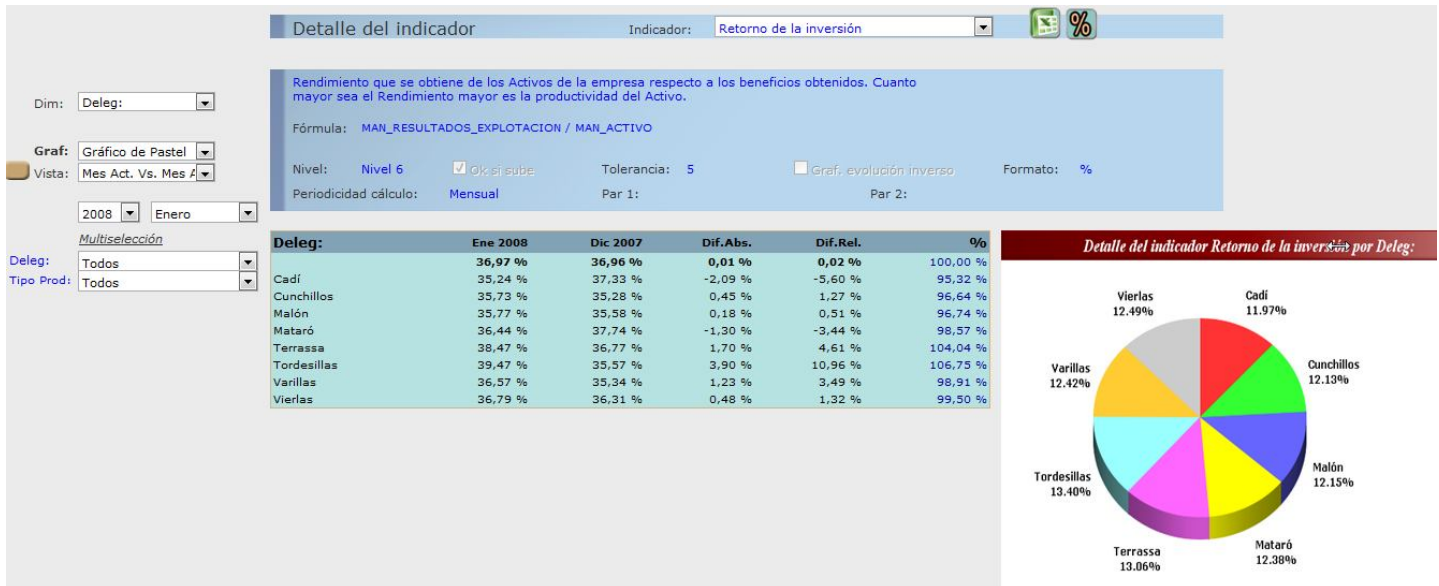 Detalle del indicador Indicador: Retorno de la inversión
Rendimiento que se obtiene de los Activos de la empresa respecto a los beneficios obtenidos. Cuanto
mayor sea el Rendimiento mayor es la productividad del Activo.
Fórmula: MAN_RESULTADOS_EXPLOTACION / MAN_ACTIVO
Nivel: Nivel 6 Ok si sube Tolerancia: 5 Graf. evolución inverso Formato: %
Periodicidad cálculo: Mensual Par 1: Par 2:
Dim: Deleg:
Graf: Gráfico de Pastel
Vista: Mes Act. Vs. Mes A
2008 Enero
Multiselección
Deleg: Todos
Tipo Prod: Todos
Deleg: Ene 2008 Dic 2007 Dif.Abs. Dif.Rel. %
36,97 % 36,96 % 0,01 % 0,02 % 100,00 %
Cadí 35,24 % 37,33 % -2,09 % -5,60 % 95,32 %
Cunchillos 35,73 % 35,28 % 0,45 % 1,27 % 96,64 %
Malón 35,77 % 35,58 % 0,18 % 0,51 % 96,74 %
Mataró 36,44 % 37,74 % -1,30 % -3,44 % 98,57 %
Terrassa 38,47 % 36,77 % 1,70 % 4,61 % 104,04 %
Tordesillas 39,47 % 35,57 % 3,90 % 10,96 % 106,75 %
Varillas 36,57 % 35,34 % 1,23 % 3,49 % 98,91 %
Vierlas 36,79 % 36,31 % 0,48 % 1,32 % 99,50 %
Detalle del indicador Retorno de la inversión por Deleg:
Vierlas
12.49%
Cadí
11.97%
Varillas
12.42%
Cunchillos
12.13%
Tordesillas
13.40%
Malón
12.15%
Terrassa
13.06%
Mataró
12.38%